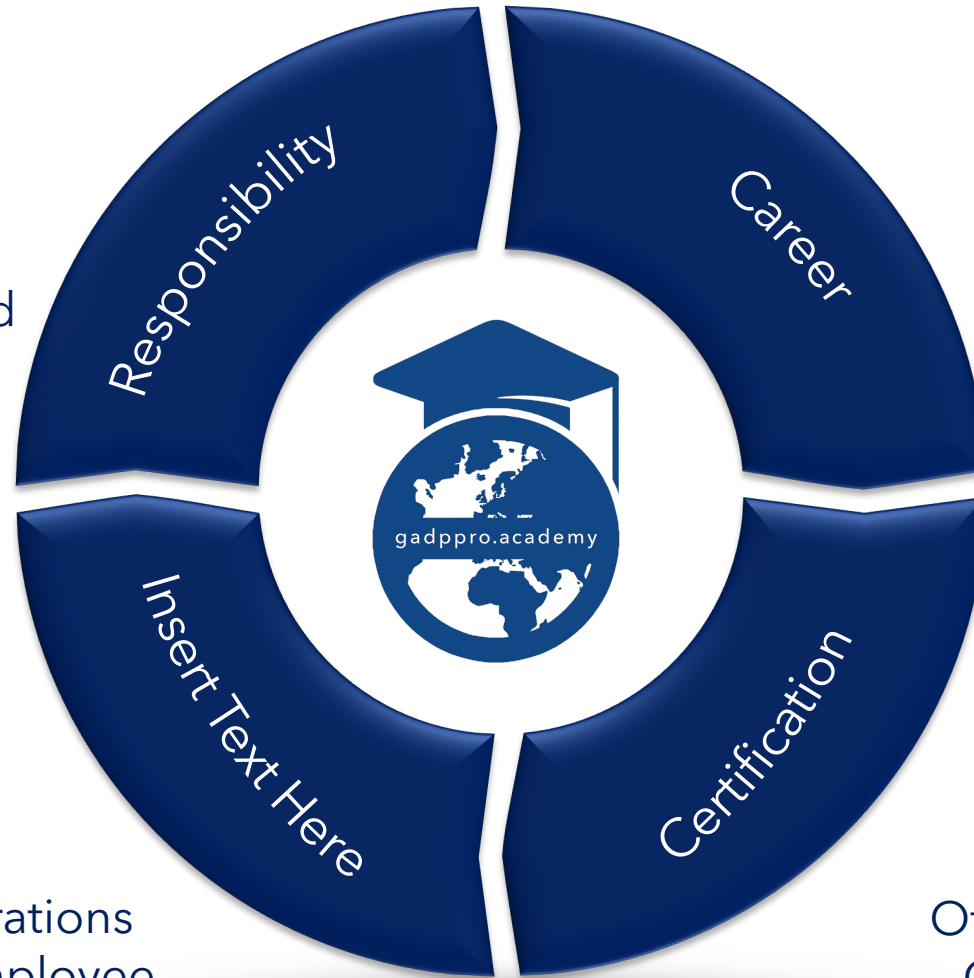 Responsibility
Career
gadppro.academy
Insert Text Here
Certification